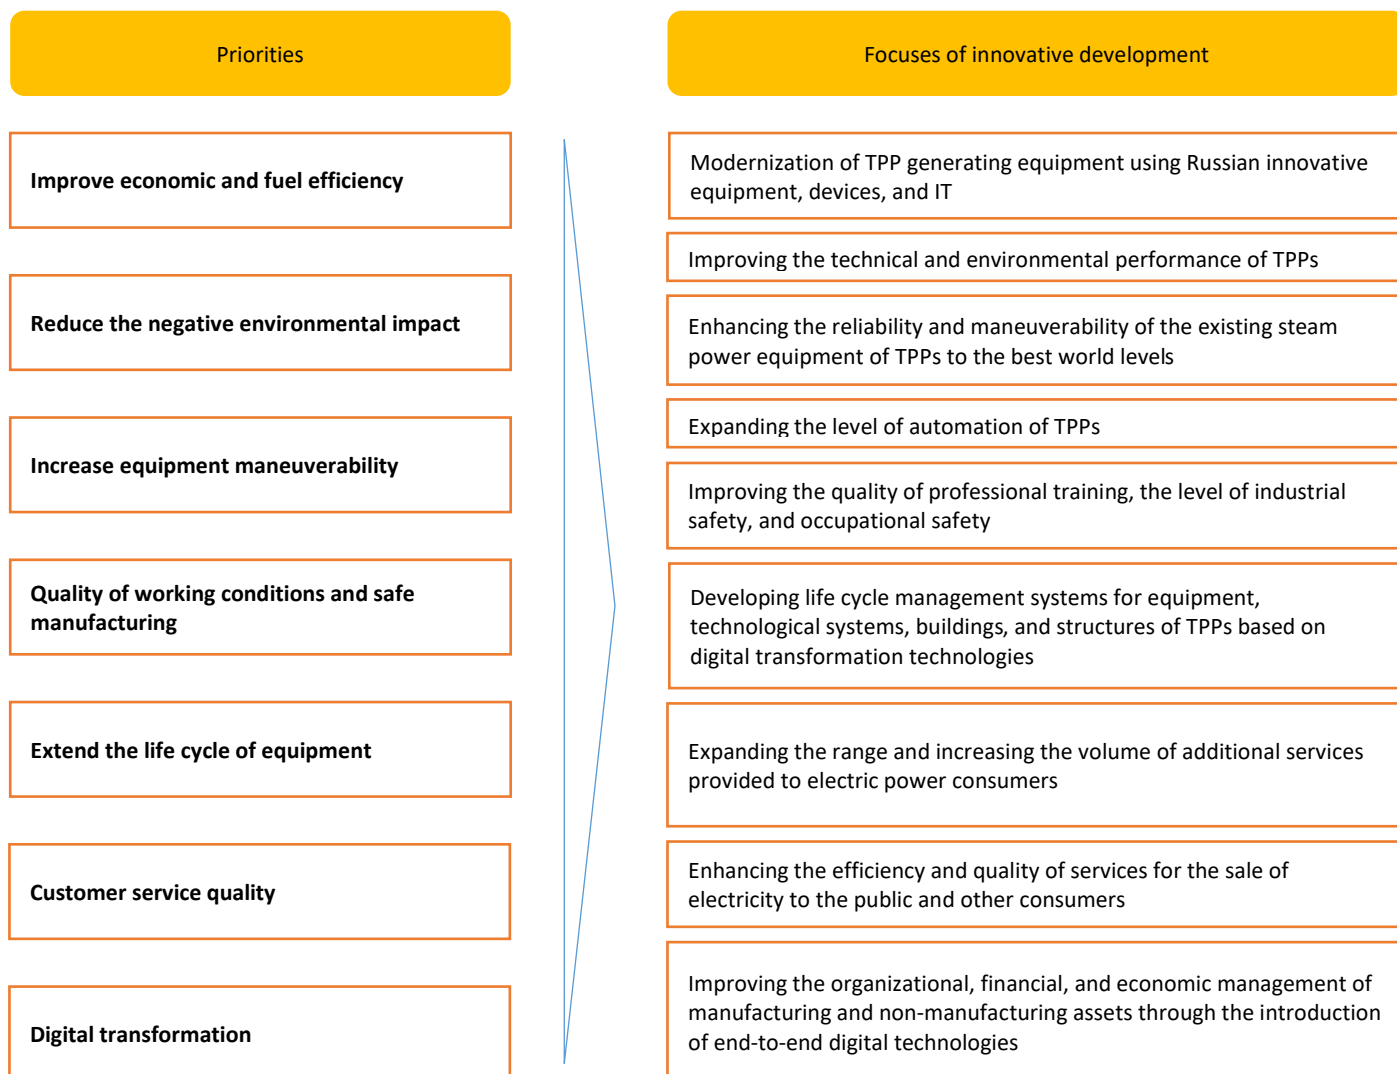 Priorities
Improve economic and fuel efficiency
Reduce the negative environmental impact
Increase equipment maneuverability
Quality of working conditions and safe
manufacturing
Extend the life cycle of equipment
Customer service quality
Digital transformation
Focuses of innovative development
Modernization of TPP generating equipment using Russian innovative
equipment, devices, and IT
Improving the technical and environmental performance of TPPs
Enhancing the reliability and maneuverability of the existing steam
power equipment of TPPs to the best world levels
Expanding the level of automation of TPPs
Improving the quality of professional training, the level of industrial
safety, and occupational safety
Developing life cycle management systems for equipment,
technological systems, buildings, and structures of TPPs based on
digital transformation technologies
Expanding the range and increasing the volume of additional services
provided to electric power consumers
Enhancing the efficiency and quality of services for the sale of
electricity to the public and other consumers
Improving the organizational, financial, and economic management of
manufacturing and non-manufacturing assets through the introduction
of end-to-end digital technologies